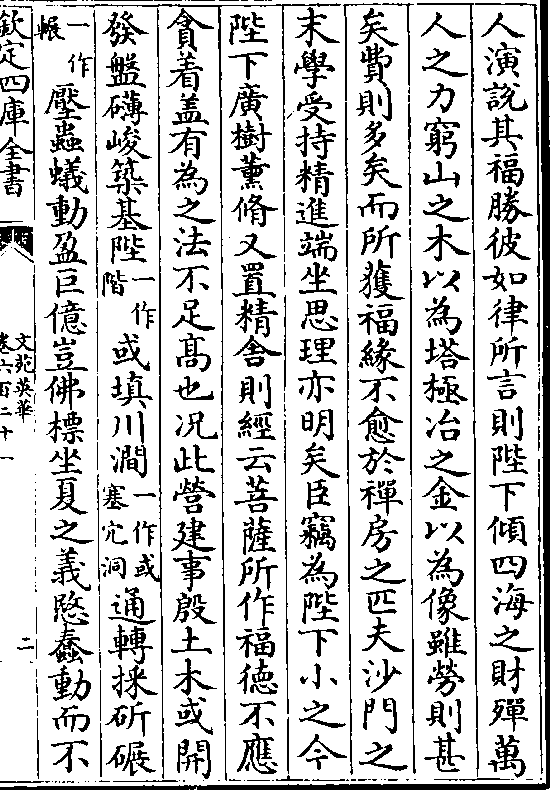 人演說其福勝彼如律所言則陛下傾四海之財殫萬
人之力窮山之木以為塔極冶之金以為像雖勞則甚
矣費則多矣而所獲福緣不愈於禪房之匹夫沙門之
末學受持精進端坐思理亦明矣臣竊為陛下小之今
陛下廣樹薰脩又置精舍則經云菩薩所作福徳不應
貪着盖有為之法不足髙也况此營建事殷土木或開
發盤礴峻築基陛一作階或填川澗一作或塞穴洞通轉採斫碾
一作輾壓蟲蟻動盈巨億豈佛標坐夏之義愍蠢動而不
欽定四庫全書
文苑英華
卷六百二十一
二